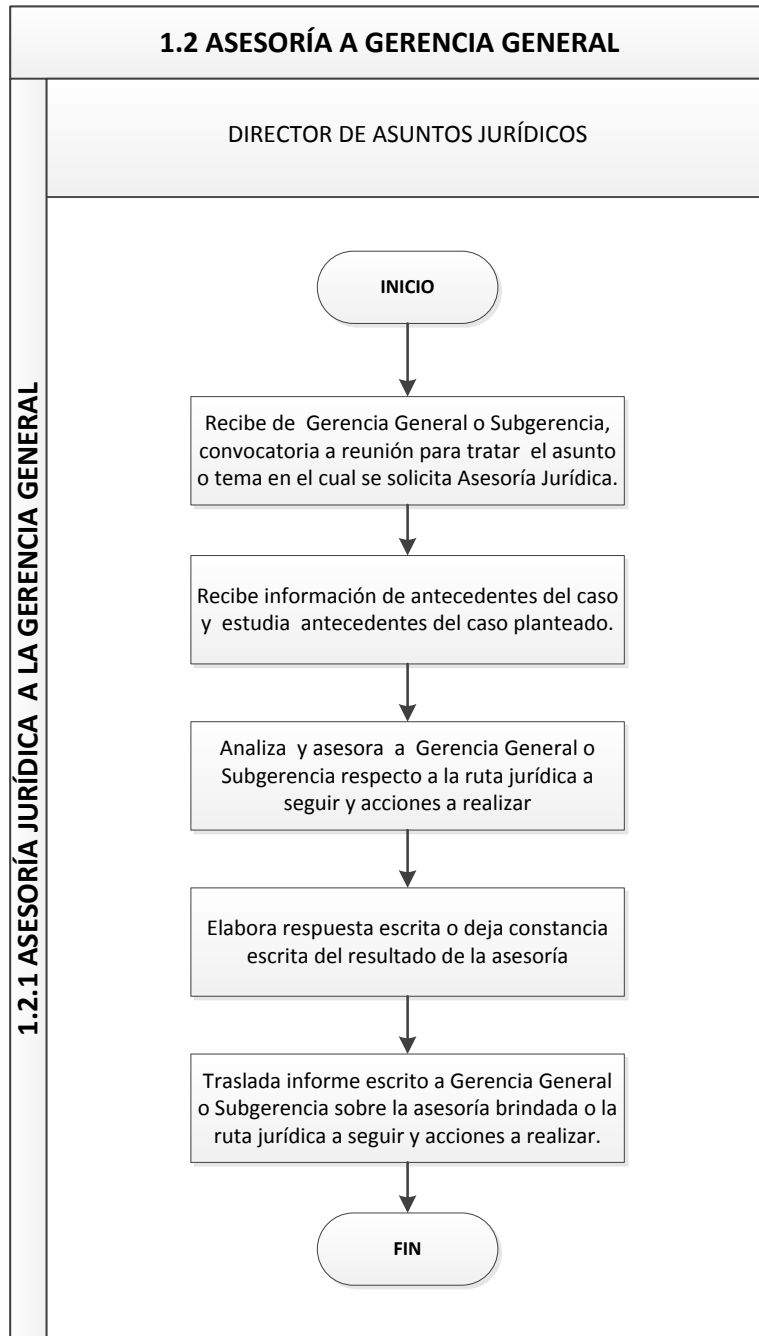 1.2 ASESORÍA A GERENCIA GENERAL
DIRECTOR DE ASUNTOS JURÍDICOS
1.2.1 ASESORÍA JURÍDICA A LA GERENCIA GENERAL
INICIO
Recibe de Gerencia General o Subgerencia,
convocatoria a reunión para tratar el asunto
o tema en el cual se solicita Asesoría Jurídica.
Recibe información de antecedentes del caso
y estudia antecedentes del caso planteado.
Analiza y asesora a Gerencia General o
Subgerencia respecto a la ruta jurídica a
seguir y acciones a realizar
Elabora respuesta escrita o deja constancia
escrita del resultado de la asesoría
Traslada informe escrito a Gerencia General
o Subgerencia sobre la asesoría brindada o la
ruta jurídica a seguir y acciones a realizar.
FIN